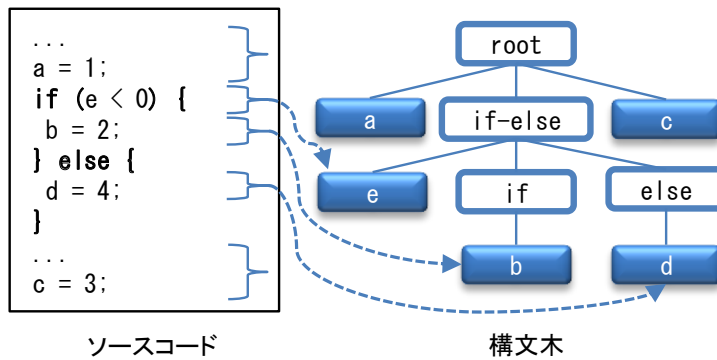 ...
a = 1;
if (e < 0) {
b = 2;
} else {
d = 4;
}
...
c = 3;
ソースコード
root
a
if-else
c
e
if
else
b
d
構文木